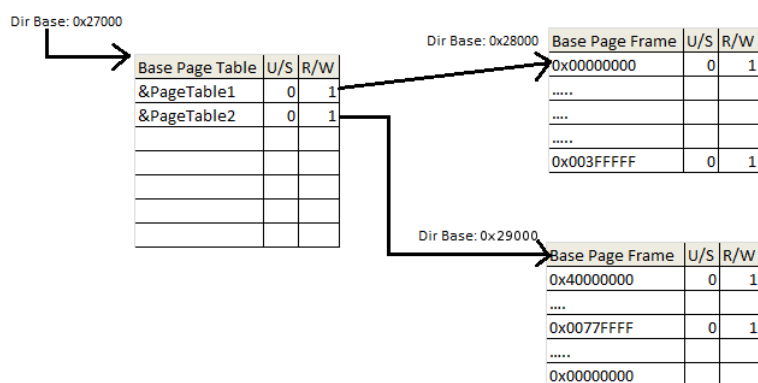 Dir Base: 0x27000
Base Page Table U/S R/W
&PageTable1 0 1
&PageTable2 0 1
Dir Base: 0x28000
Base Page Frame U/S R/W
0x00000000 0 1
.....
....
.....
0x003FFFFF 0 1
Dir Base: 0x29000
Base Page Frame U/S R/W
0x40000000 0 1
....
0x0077FFFF 0 1
.....
0x00000000